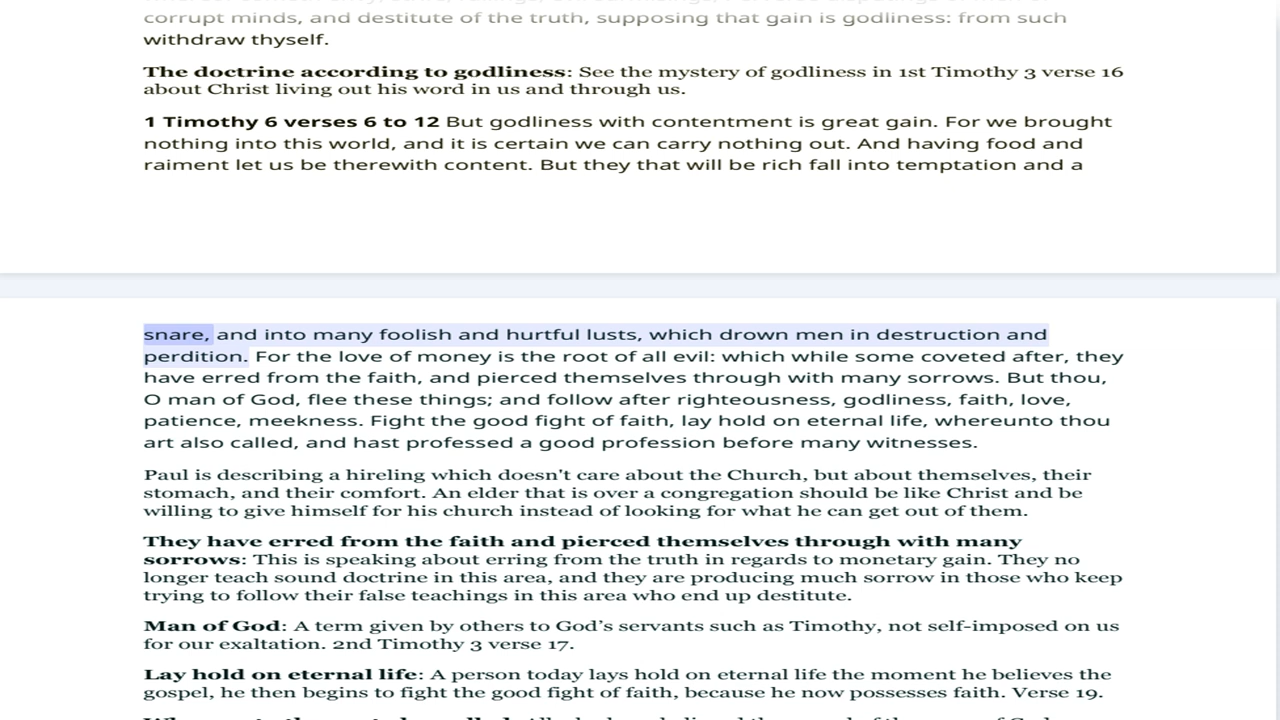 corrupt minds, and destitute of the truth, supposing that gain is godliness: from such
withdraw thyself.
The doctrine according to godliness: See the mystery of godliness in 1st Timothy 3 verse 16
about Christ living out his word in us and through us.
1 Timothy 6 verses 6 to 12 But godliness with contentment is great gain. For we brought
nothing into this world, and it is certain we can carry nothing out. And having food and
raiment let us be therewith content. But they that will be rich fall into temptation and a
snare, and into many foolish and hurtful lusts, which drown men in destruction and
perdition. For the love of money is the root of all evil: which while some coveted after, they
have erred from the faith, and pierced themselves through with many sorrows. But thou,
O man of God, flee these things; and follow after righteousness, godliness, faith, love,
patience, meekness. Fight the good fight of faith, lay hold on eternal life, whereunto thou
art also called, and hast professed a good profession before many witnesses.
Paul is describing a hireling which doesn't care about the Church, but about themselves, their
stomach, and their comfort. An elder that is over a congregation should be like Christ and be
willing to give himself for his church instead of looking for what he can get out of them.
They have erred from the faith and pierced themselves through with many
sorrows: This is speaking about erring from the truth in regards to monetary gain. They no
longer teach sound doctrine in this area, and they are producing much sorrow in those who keep
trying to follow their false teachings in this area who end up destitute.
Man of God: A term given by others to God’s servants such as Timothy, not self-imposed on us
for our exaltation. 2nd Timothy 3 verse 17.
Lay hold on eternal life: A person today lays hold on eternal life the moment he believes the
gospel, he then begins to fight the good fight of faith, because he now possesses faith. Verse 19.